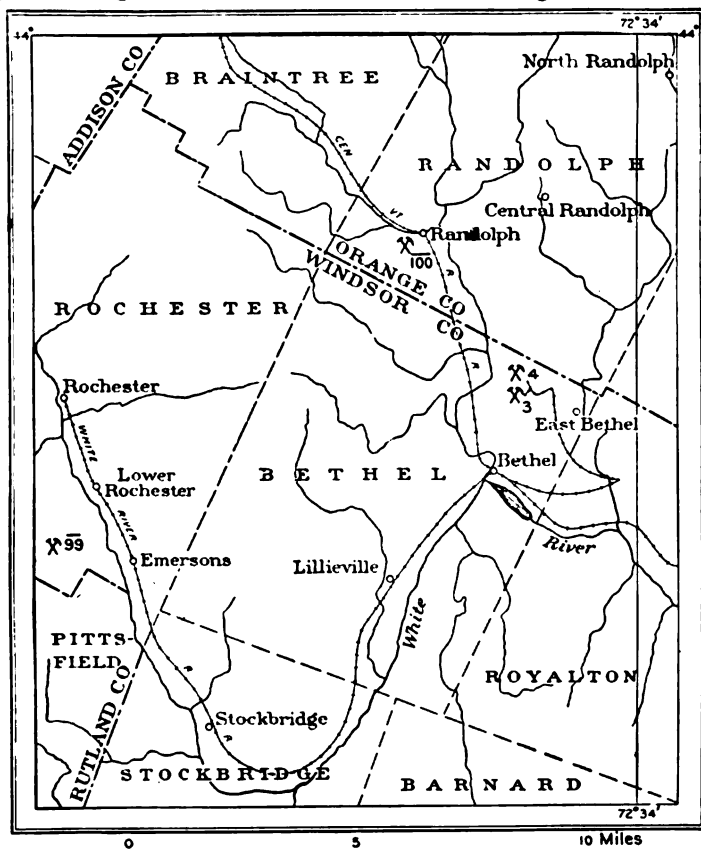 72°34'
44°
44°
ADDISON CO
BRAINTREE
North Randolph
CEN
RANDOLPH
VT
Central Randolph
Randolph
100
R
ORANGE CO
WINDSOR CO
ROCHESTER
R
4
3
Rochester
East Bethel
WHITE
BETHEL
Bethel
Lower
Rochester
RIVER
99
Emersons
River
Lillieville
White
PITTS-
FIELD
R
ROYALTON
RUTLAND CO
Stockbridge
R
STOCKBRIDGE
BARNARD
72°34'
0 5 10 Miles